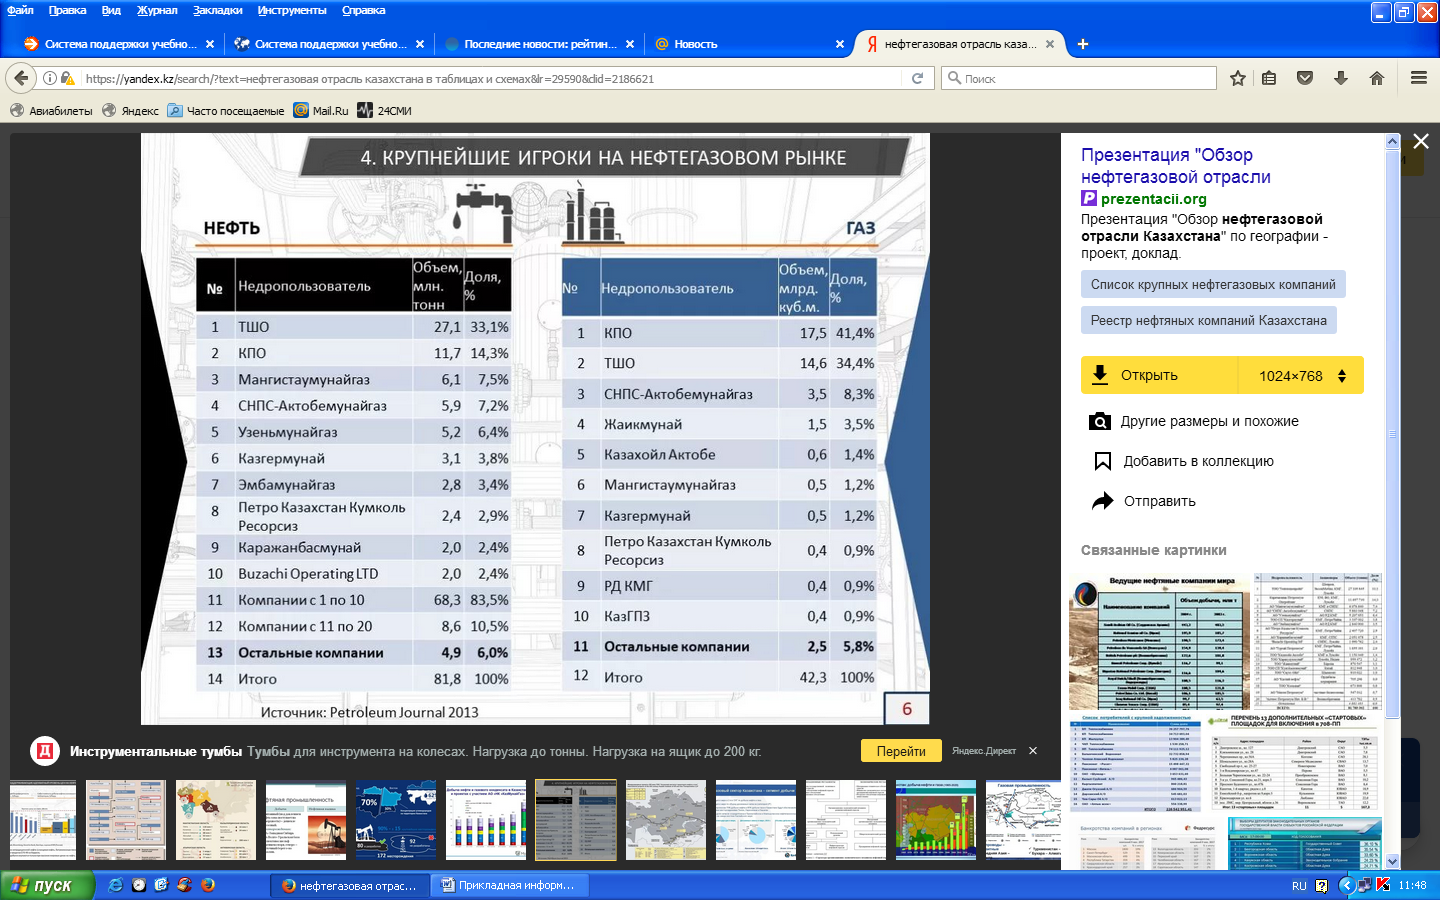 Файл Правка Вид Журнал Закладки Инструменты Справка
Система поддержки учебно... Система поддержки учебно... Последние новости: рейтин... Новость нефтегазовая отрасль каза...
https://yandex.kz/search/?text=нефтегазовая отрасль казахстана в таблицах и схемах&lr=29590&clid=2186621 Поиск
Авиабилеты Яндекс Часто посещаемые Mail.Ru 24СМИ
4. КРУПНЕЙШИЕ ИГРОКИ НА НЕФТЕГАЗОВОМ РЫНКЕ
НЕФТЬ
№ Недропользователь Объем, млн. тонн Доля, %
1 ТШО 27,1 33,1%
2 КПО 11,7 14,3%
3 Мангистаумунайгаз 6,1 7,5%
4 СНПС-Актобемунайгаз 5,9 7,2%
5 Узеньмунайгаз 5,2 6,4%
6 Казгермунай 3,1 3,8%
7 Эмбамунайгаз 2,8 3,4%
8 Петро Казахстан Кумколь Ресорсиз 2,4 2,9%
9 Каражанбасмунай 2,0 2,4%
10 Buzachi Operating LTD 2,0 2,4%
11 Компании с 1 по 10 68,3 83,5%
12 Компании с 11 по 20 8,6 10,5%
13 Остальные компании 4,9 6,0%
14 Итого 81,8 100%
ГАЗ
№ Недропользователь Объем, млрд. куб.м. Доля, %
1 КПО 17,5 41,4%
2 ТШО 14,6 34,4%
3 СНПС-Актобемунайгаз 3,5 8,3%
4 Жаикмунай 1,5 3,5%
5 Казахойл Актобе 0,6 1,4%
6 Мангистаумунайгаз 0,5 1,2%
7 Казгермунай 0,5 1,2%
8 Петро Казахстан Кумколь Ресорсиз 0,4 0,9%
9 РД КМГ 0,4 0,9%
10 КазГПЗ 0,4 0,9%
11 Остальные компании 2,5 5,8%
12 Итого 42,3 100%
Источник: Petroleum Journal 2013
6
Презентация "Обзор
нефтегазовой отрасли
prezentacii.org
Презентация "Обзор нефтегазовой
отрасли Казахстана" по географии -
проект, доклад.
Список крупных нефтегазовых компаний
Реестр нефтяных компаний Казахстана
Открыть 1024×768
Другие размеры и похожие
Добавить в коллекцию
Отправить
Связанные картинки
Ведущие нефтяные компании мира
Наименование компаний
ПЕРЕЧЕНЬ 13 ДОПОЛНИТЕЛЬНЫХ «СТАРТОВЫХ»
ПЛОЩАДОК ДЛЯ ВКЛЮЧЕНИЯ в 708-ПП
Инструментальные тумбы Тумбы для инструмента на колесах. Нагрузка до тонны. Нагрузка на ящик до 200 кг. Перейти Яндекс.Директ
70%
пуск нефтегазовая отрас... Прикладная информ... RU 11:48